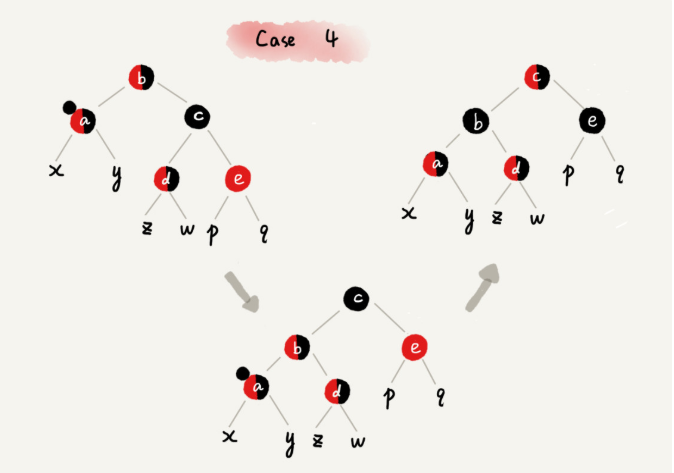 Case 4
b
a c
x y d e
z w p q
c
b e
a d p q
x y z w
c
b e
a d p q
x y z w